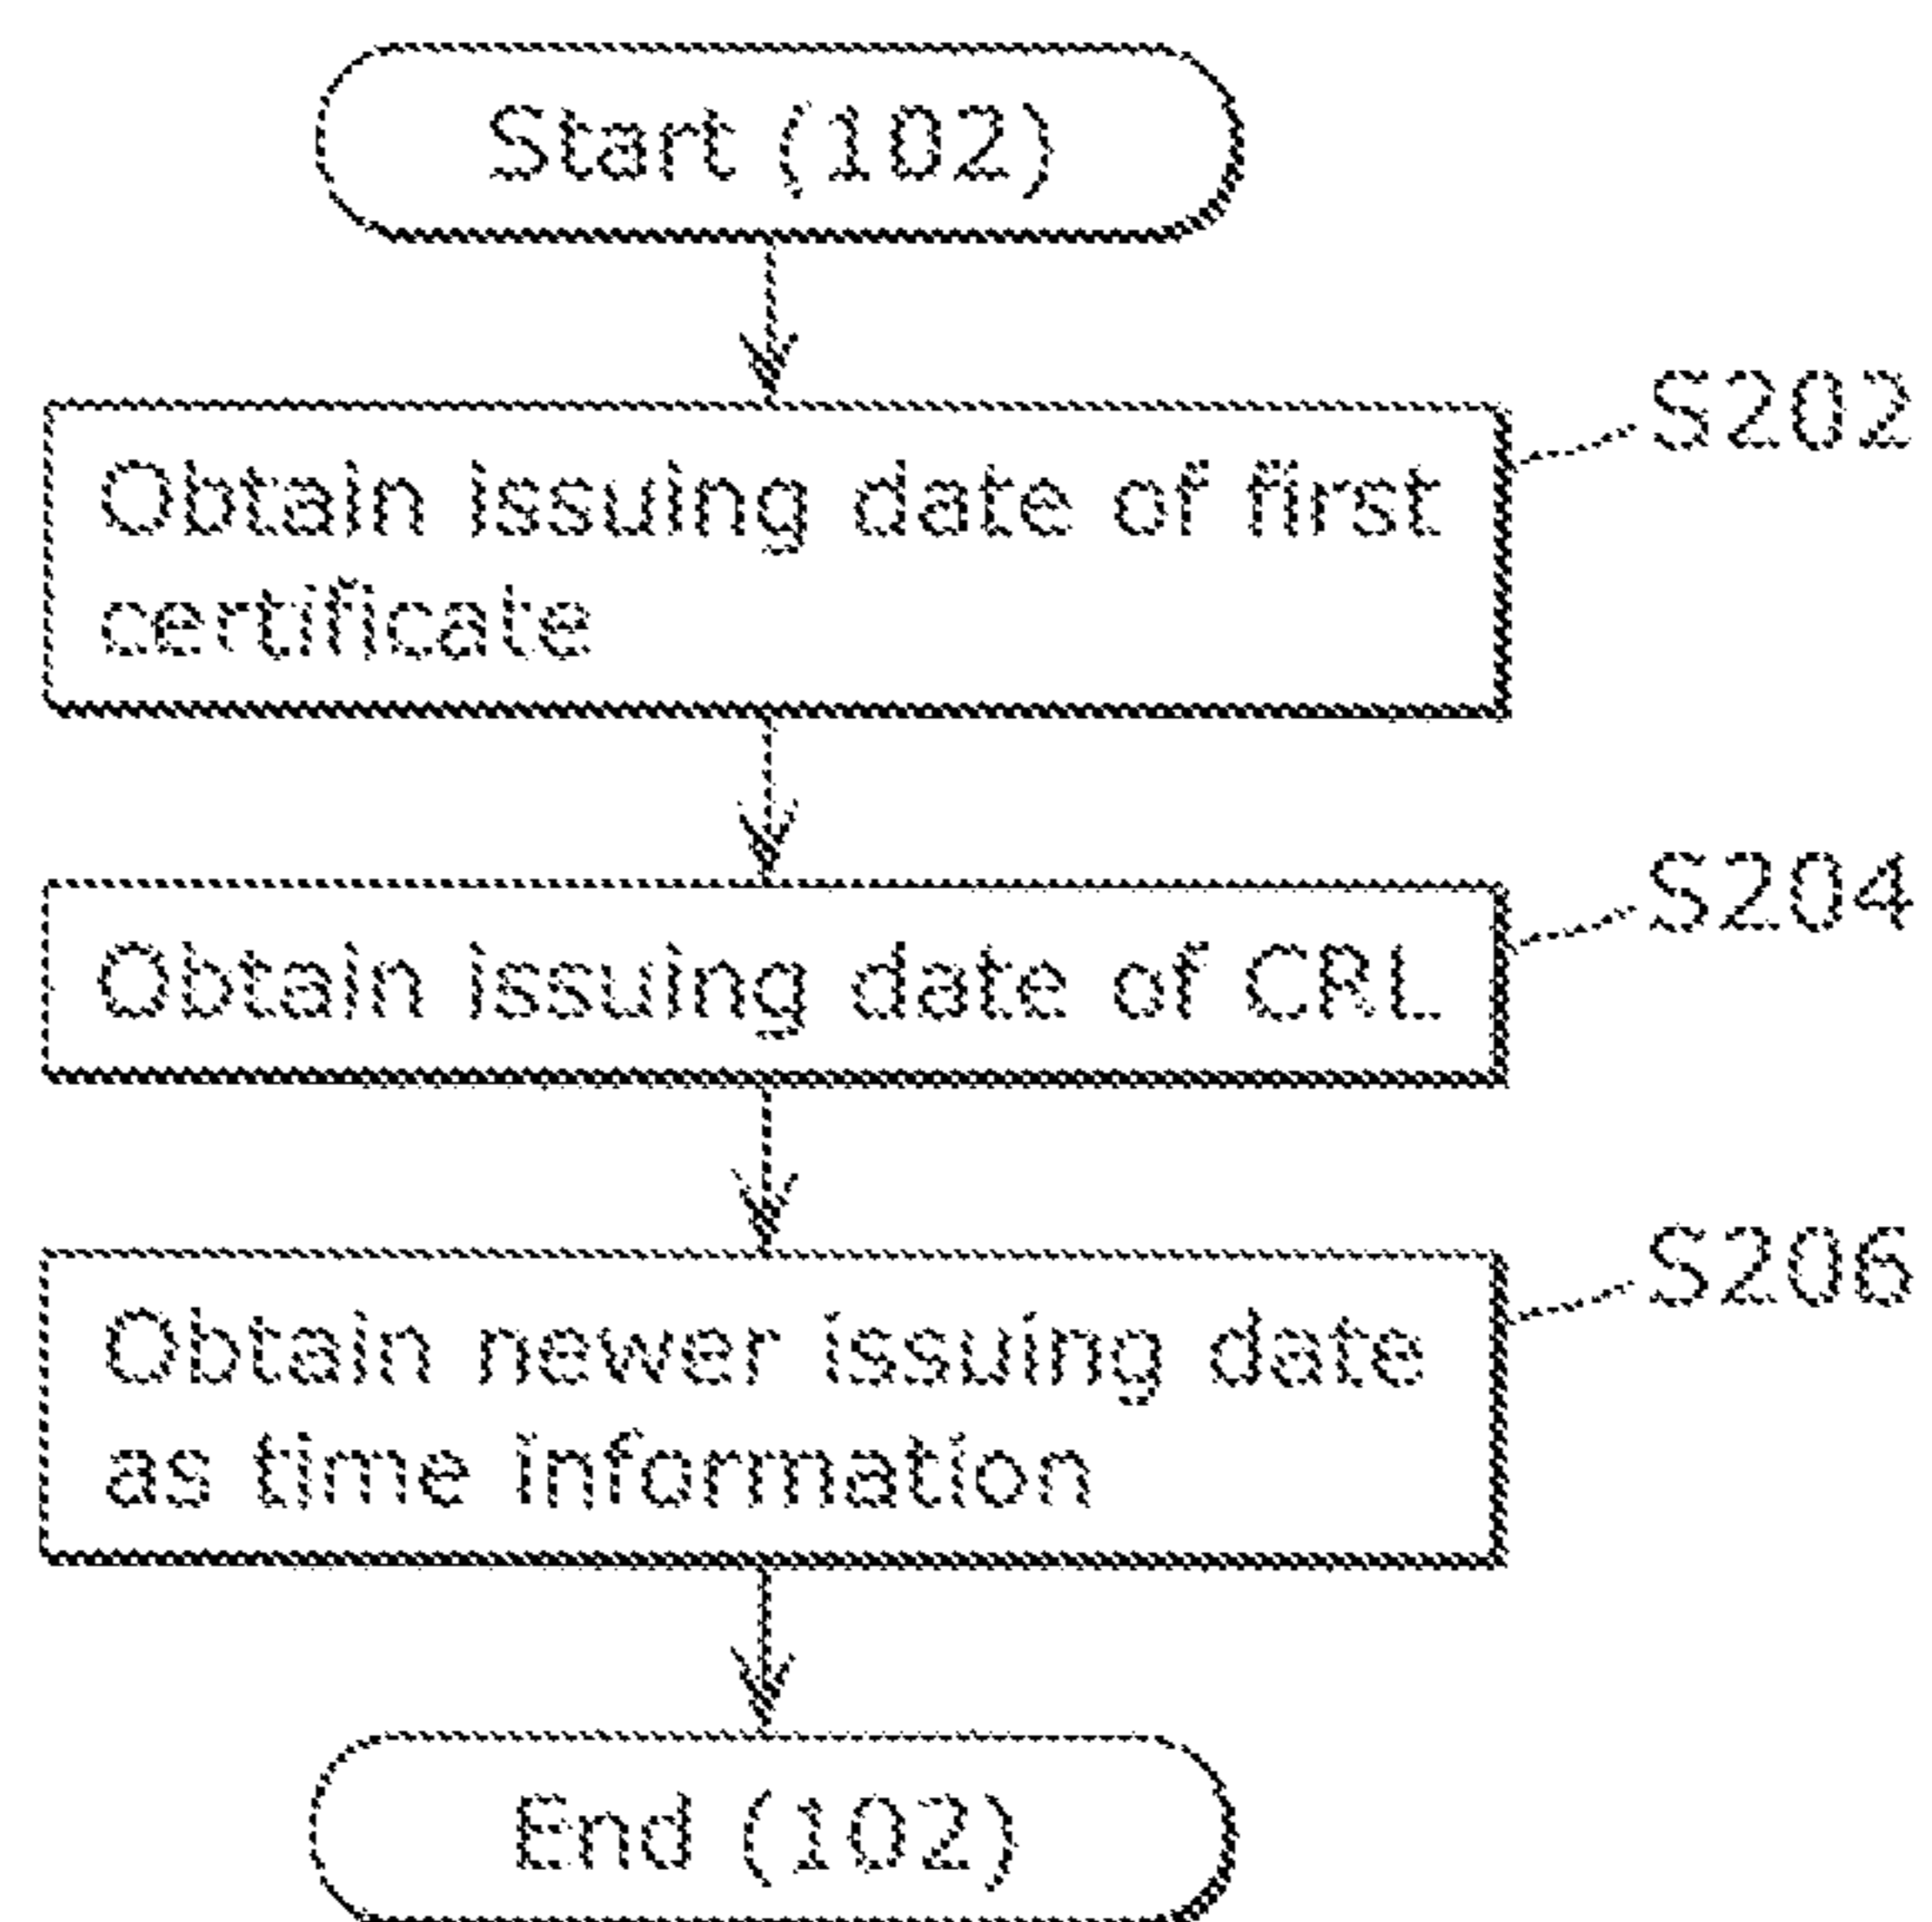 Start (102)
S202
Obtain issuing date of first
certificate
S204
Obtain issuing date of CRL
S206
Obtain newer issuing date
as time information
End (102)